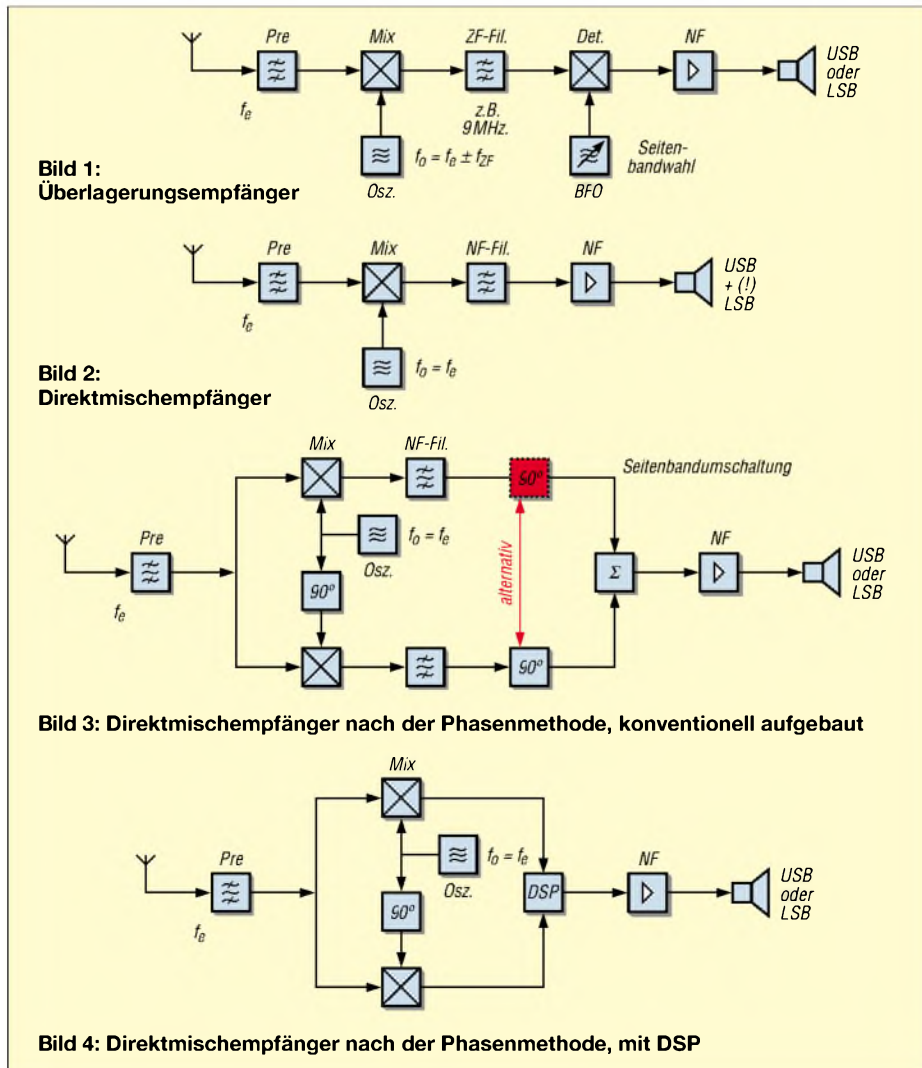 Pre
Mix
ZF-Fil.
Det.
NF
USB
oder
LSB
fe
z.B.
9 MHz.
fo = fe ± fZF
Seiten-
bandwahl
Osz.
BFO
Bild 1:
Überlagerungsempfänger
Pre
Mix
NF-Fil.
NF
USB
+ (!)
LSB
fe
fo = fe
Osz.
Bild 2:
Direktmischempfänger
Mix
NF-Fil.
90°
Seitenbandumschaltung
Pre
fo = fe
Osz.
alternativ
NF
Σ
USB
oder
LSB
fe
90°
90°
Bild 3: Direktmischempfänger nach der Phasenmethode, konventionell aufgebaut
Mix
Pre
fo = fe
Osz.
NF
DSP
USB
oder
LSB
fe
90°
Bild 4: Direktmischempfänger nach der Phasenmethode, mit DSP